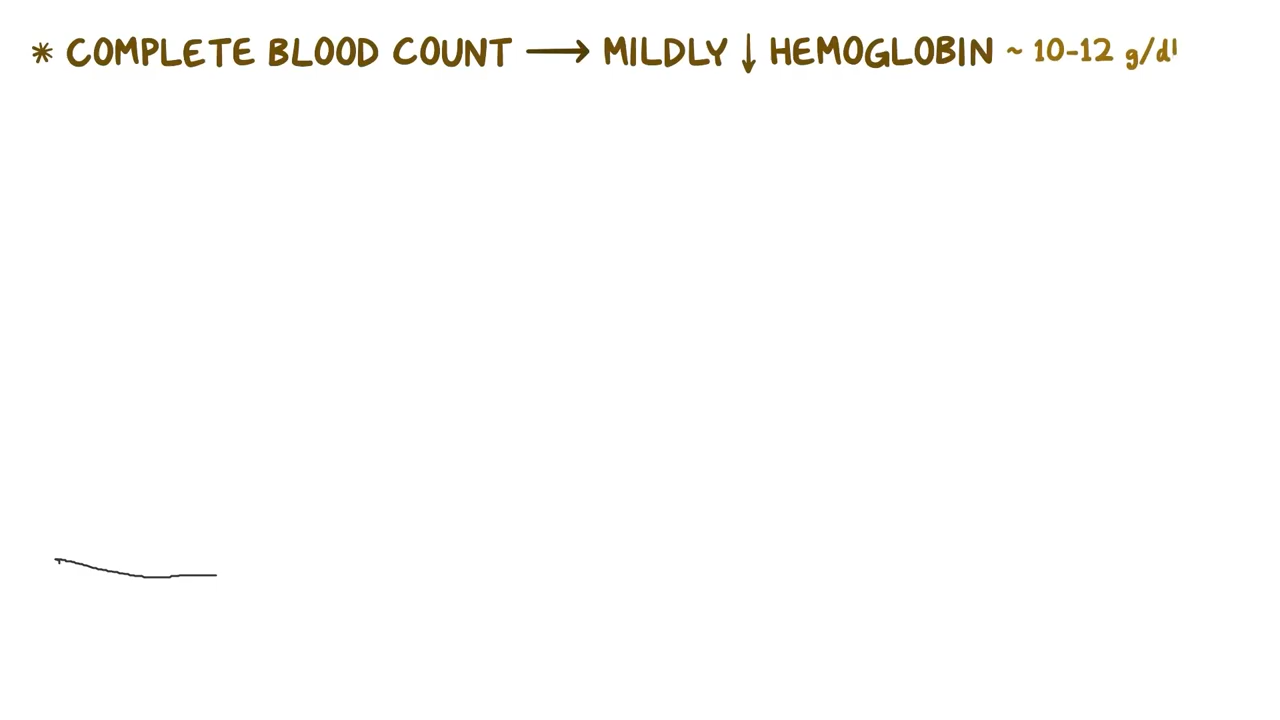 * COMPLETE BLOOD COUNT → MILDLY ↓ HEMOGLOBIN ~ 10-12 g/dl